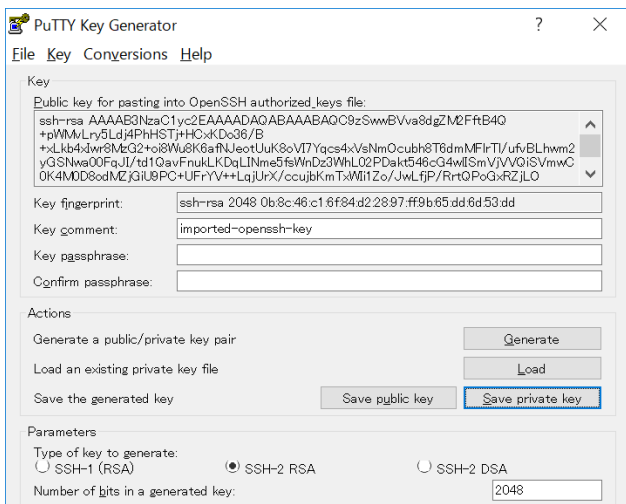 PuTTY Key Generator
File Key Conversions Help
Key
Public key for pasting into OpenSSH authorized_keys file:
ssh-rsa AAAAB3NzaC1yc2EAAAADAQABAAABAQC9zSwwBVva8dgZM2FftB4Q
+pWMvLry5Ldj4PhHSTj+HCxKDo36/B
+xLkb4xIwr8MzG2+oi8Wu8K6afNJeotUuK8oVI7Yqcs4xVsNmOcubh8T6dmMFIrTl/ufvBLhwm2
yGSNwa00FqJI/td1QavFnukLKDqLINme5fsWnDz3WhL02PDakt546cG4wIISmVjVVQiSVmwC
0K4M0D8odMZjGiU9PC+UFrYV++LqjUrX/ccujbKmTxWIi1Zo/JwLfjP/RrtQPoGxRZjLO
Key fingerprint: ssh-rsa 2048 0b:8c:46:c1:6f:84:d2:28:97:ff:9b:65:dd:6d:53:dd
Key comment: imported-openssh-key
Key passphrase:
Confirm passphrase:
Actions
Generate a public/private key pair Generate
Load an existing private key file Load
Save the generated key Save public key Save private key
Parameters
Type of key to generate:
SSH-1 (RSA) SSH-2 RSA SSH-2 DSA
Number of bits in a generated key: 2048